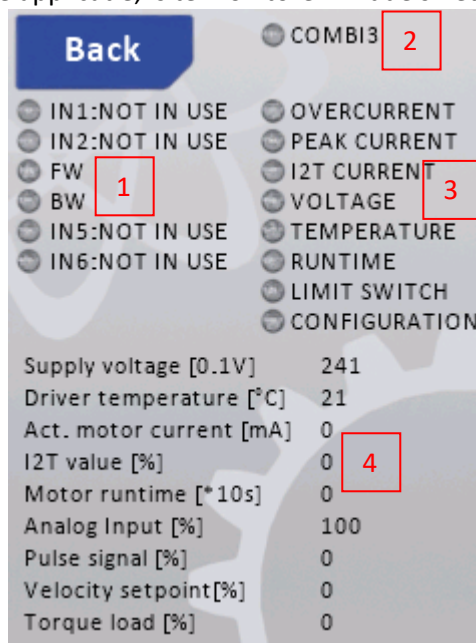 Back
COMBI3
2
IN1:NOT IN USE
IN2:NOT IN USE
FW
BW
IN5:NOT IN USE
IN6:NOT IN USE
1
OVERCURRENT
PEAK CURRENT
I2T CURRENT
VOLTAGE
TEMPERATURE
RUNTIME
LIMIT SWITCH
CONFIGURATION
3
Supply voltage [0.1V] 241
Driver temperature [°C] 21
Act. motor current [mA] 0
I2T value [%] 0
4
Motor runtime [*10s] 0
Analog Input [%] 100
Pulse signal [%] 0
Velocity setpoint[%] 0
Torque load [%] 0